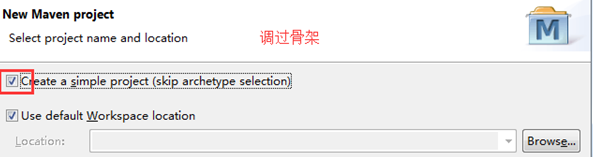 New Maven project
Select project name and location
调过骨架
Create a simple project (skip archetype selection)
Use default Workspace location
Location:
Browse...